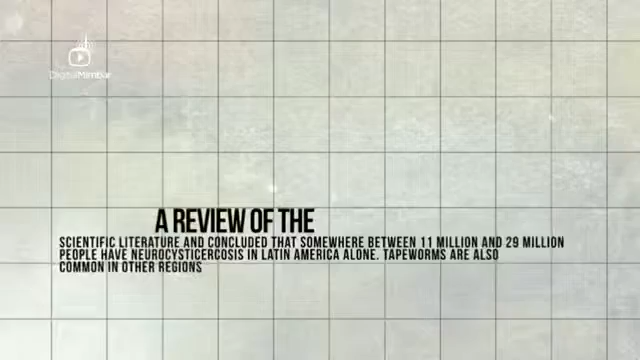 DigitalMimbar
A REVIEW OF THE
SCIENTIFIC LITERATURE AND CONCLUDED THAT SOMEWHERE BETWEEN 11 MILLION AND 29 MILLION
PEOPLE HAVE NEUROCYSTICERCOSIS IN LATIN AMERICA ALONE. TAPEWORMS ARE ALSO
COMMON IN OTHER REGIONS